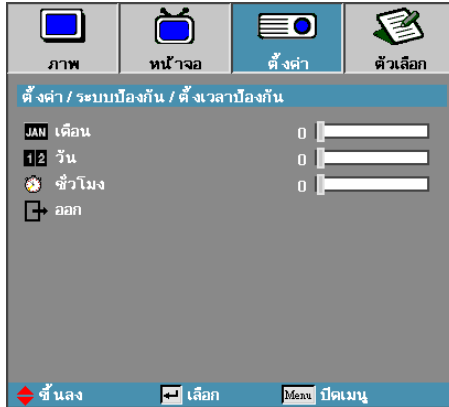 ภาพ หน้าจอ ตั้งค่า ตัวเลือก
ตั้งค่า / ระบบป้องกัน / ตั้งเวลาป้องกัน
JAN เดือน 0
12 วัน 0
ชั่วโมง 0
ออก
ขึ้นลง เลือก Menu ปิดเมนู